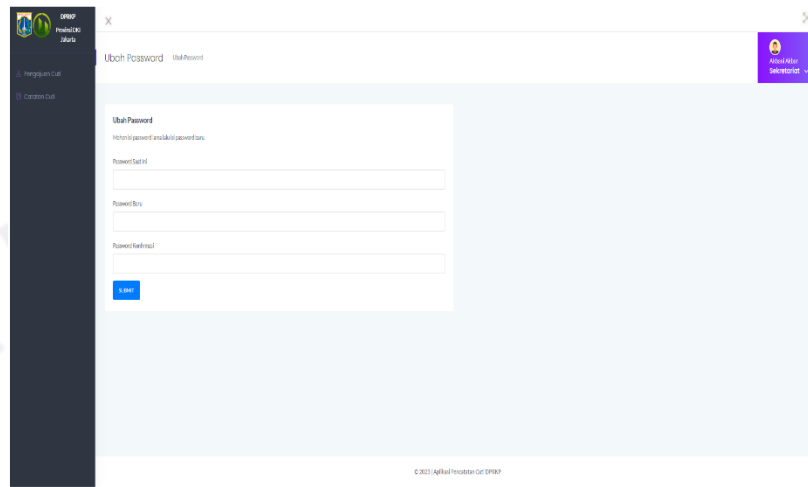 DPRKP
Provinsi DKI
Jakarta
Pengajuan Cuti
Catatan Cuti
X
Ubah Password Ubah Password
Sekretariat
Ubah Password
Mohon isi password lama lalu isi password baru.
Password Saat Ini
Password Baru
Password Konfirmasi
SUBMIT
© 2023 | Aplikasi Pencatatan Cuti DPRKP